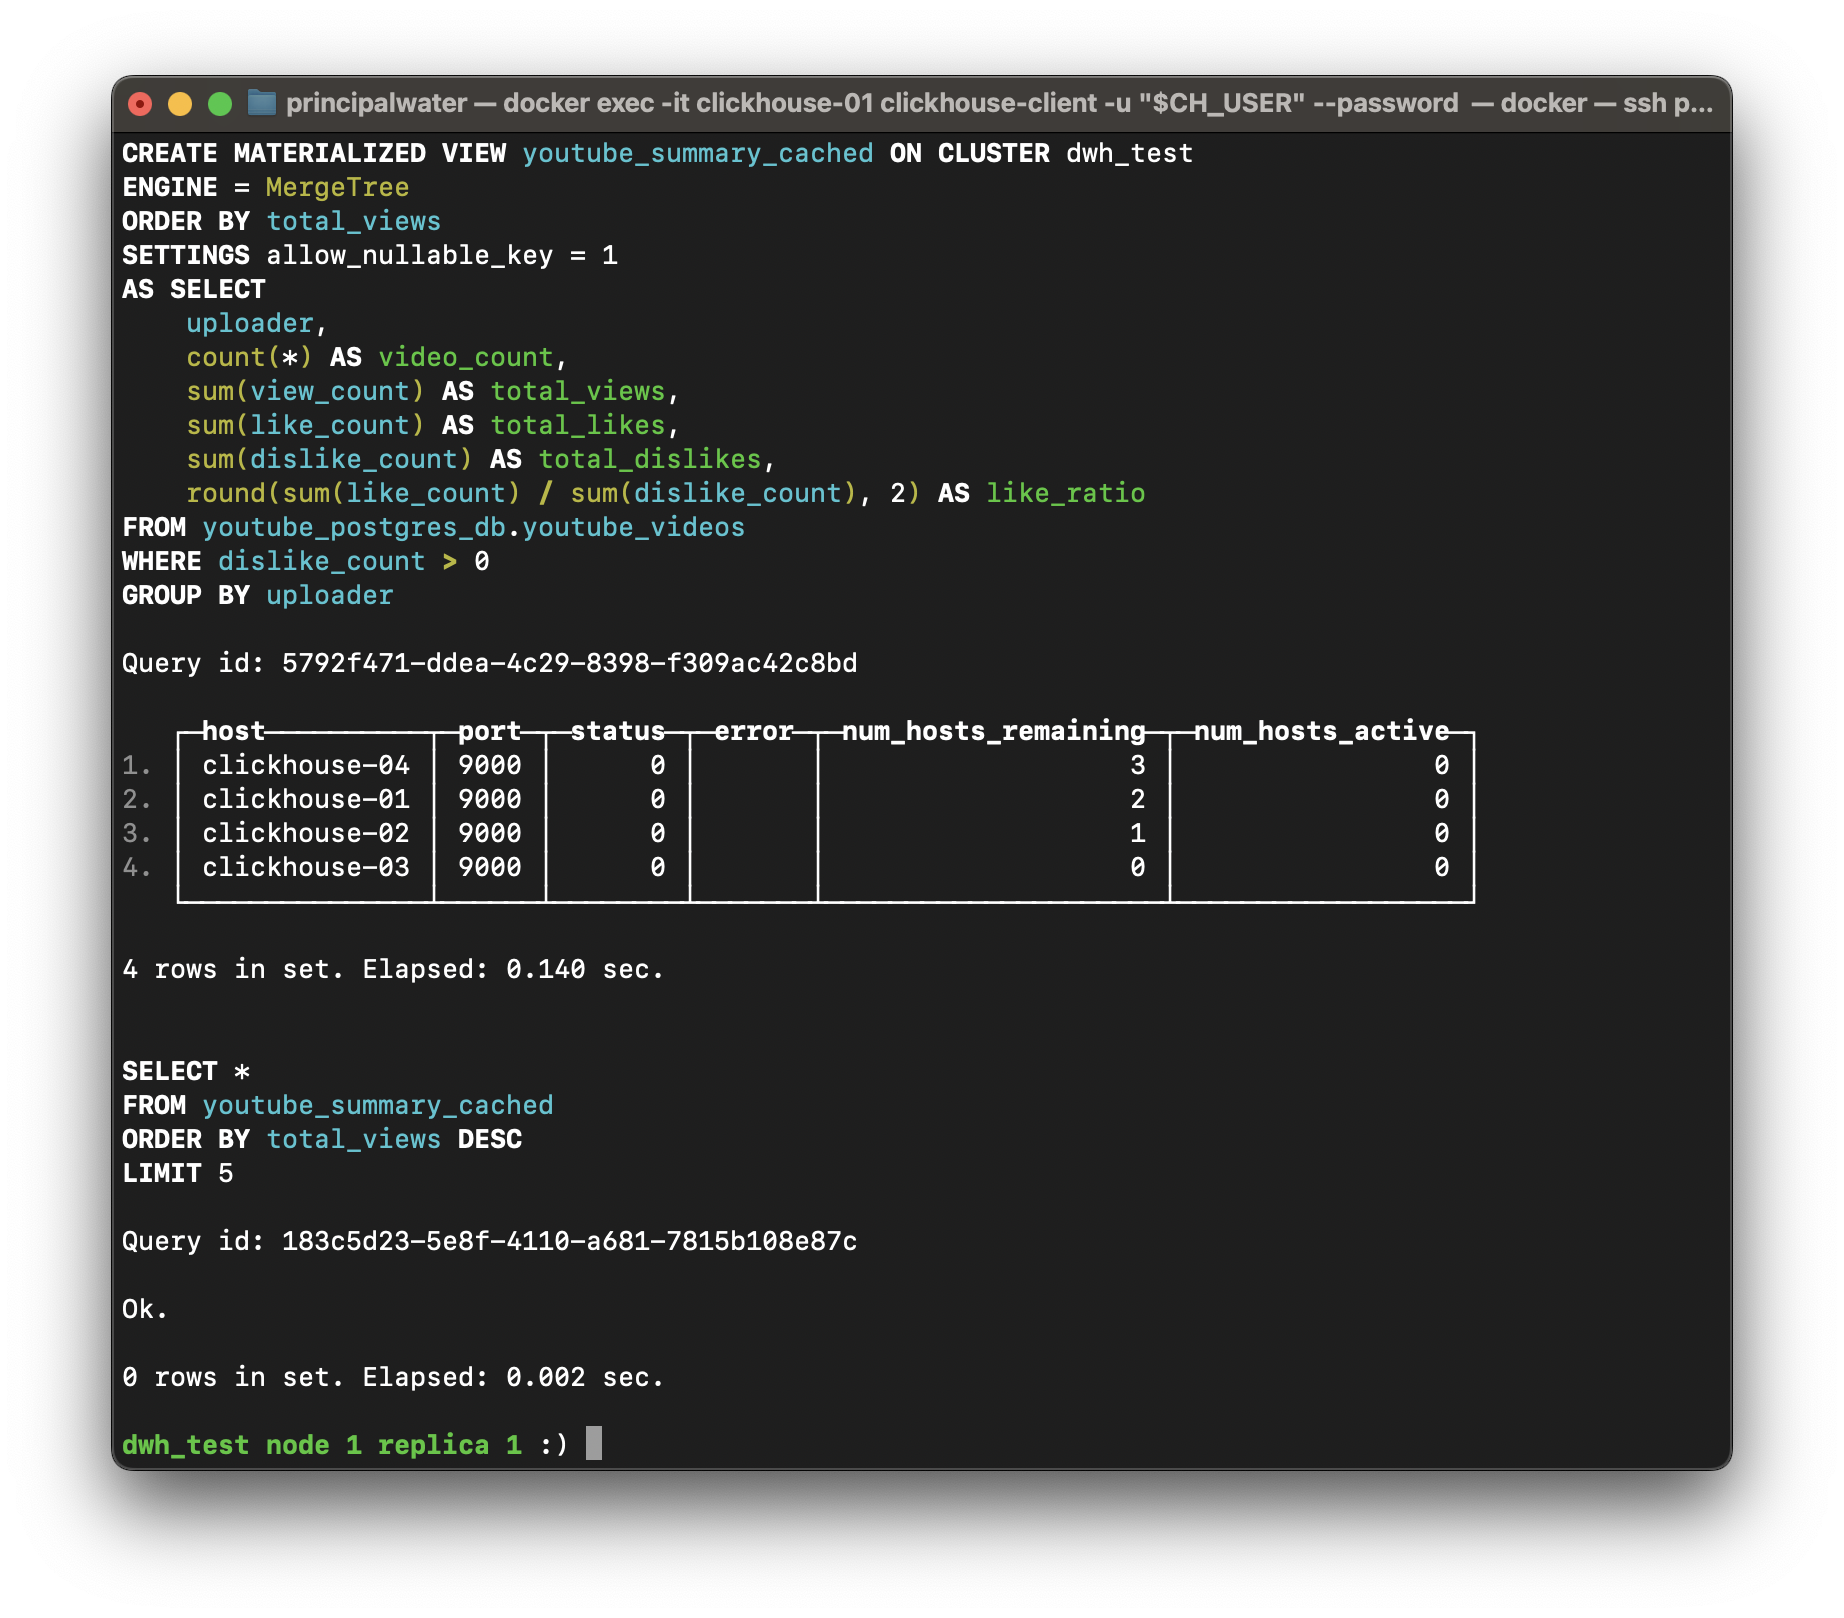 principalwater — docker exec -it clickhouse-01 clickhouse-client -u "$CH_USER" --password — docker — ssh p...
CREATE MATERIALIZED VIEW youtube_summary_cached ON CLUSTER dwh_test
ENGINE = MergeTree
ORDER BY total_views
SETTINGS allow_nullable_key = 1
AS SELECT
    uploader,
    count(*) AS video_count,
    sum(view_count) AS total_views,
    sum(like_count) AS total_likes,
    sum(dislike_count) AS total_dislikes,
    round(sum(like_count) / sum(dislike_count), 2) AS like_ratio
FROM youtube_postgres_db.youtube_videos
WHERE dislike_count > 0
GROUP BY uploader
Query id: 5792f471-ddea-4c29-8398-f309ac42c8bd
host port status error num_hosts_remaining num_hosts_active
1. clickhouse-04 9000 0 3 0
2. clickhouse-01 9000 0 2 0
3. clickhouse-02 9000 0 1 0
4. clickhouse-03 9000 0 0 0
4 rows in set. Elapsed: 0.140 sec.
SELECT *
FROM youtube_summary_cached
ORDER BY total_views DESC
LIMIT 5
Query id: 183c5d23-5e8f-4110-a681-7815b108e87c
Ok.
0 rows in set. Elapsed: 0.002 sec.
dwh_test node 1 replica 1 :)